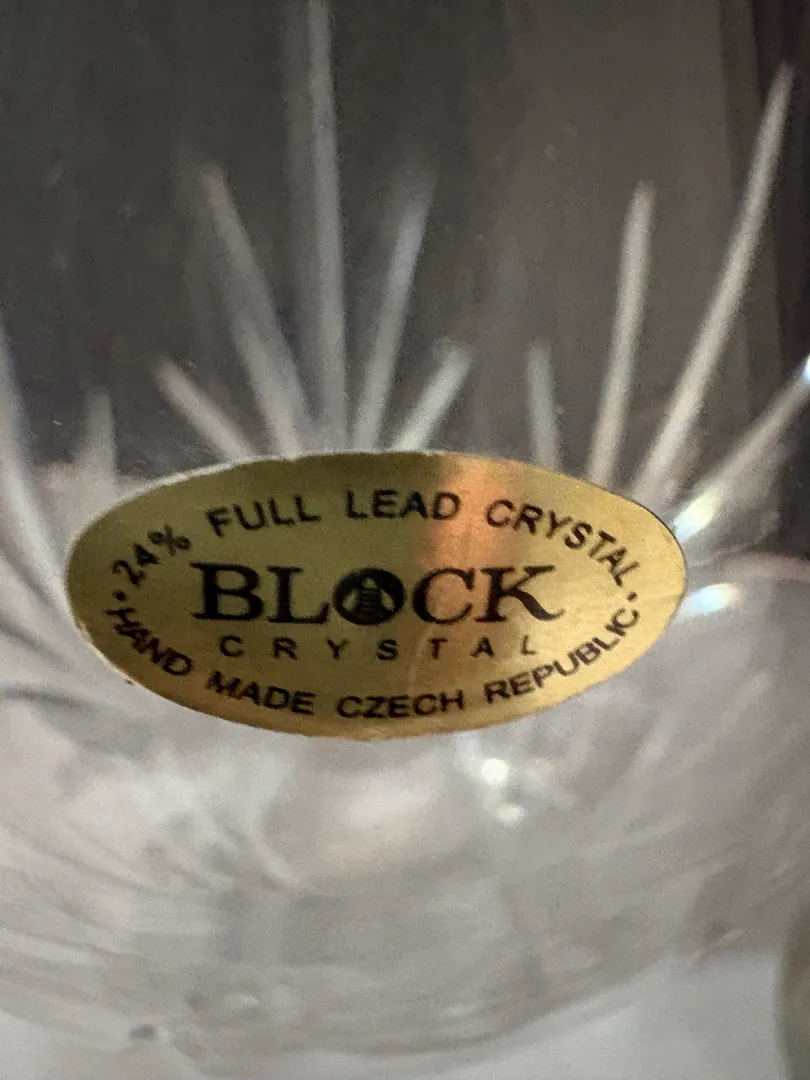 • 24% FULL LEAD CRYSTAL •
BLOCK
CRYSTAL
HAND MADE CZECH REPUBLIC